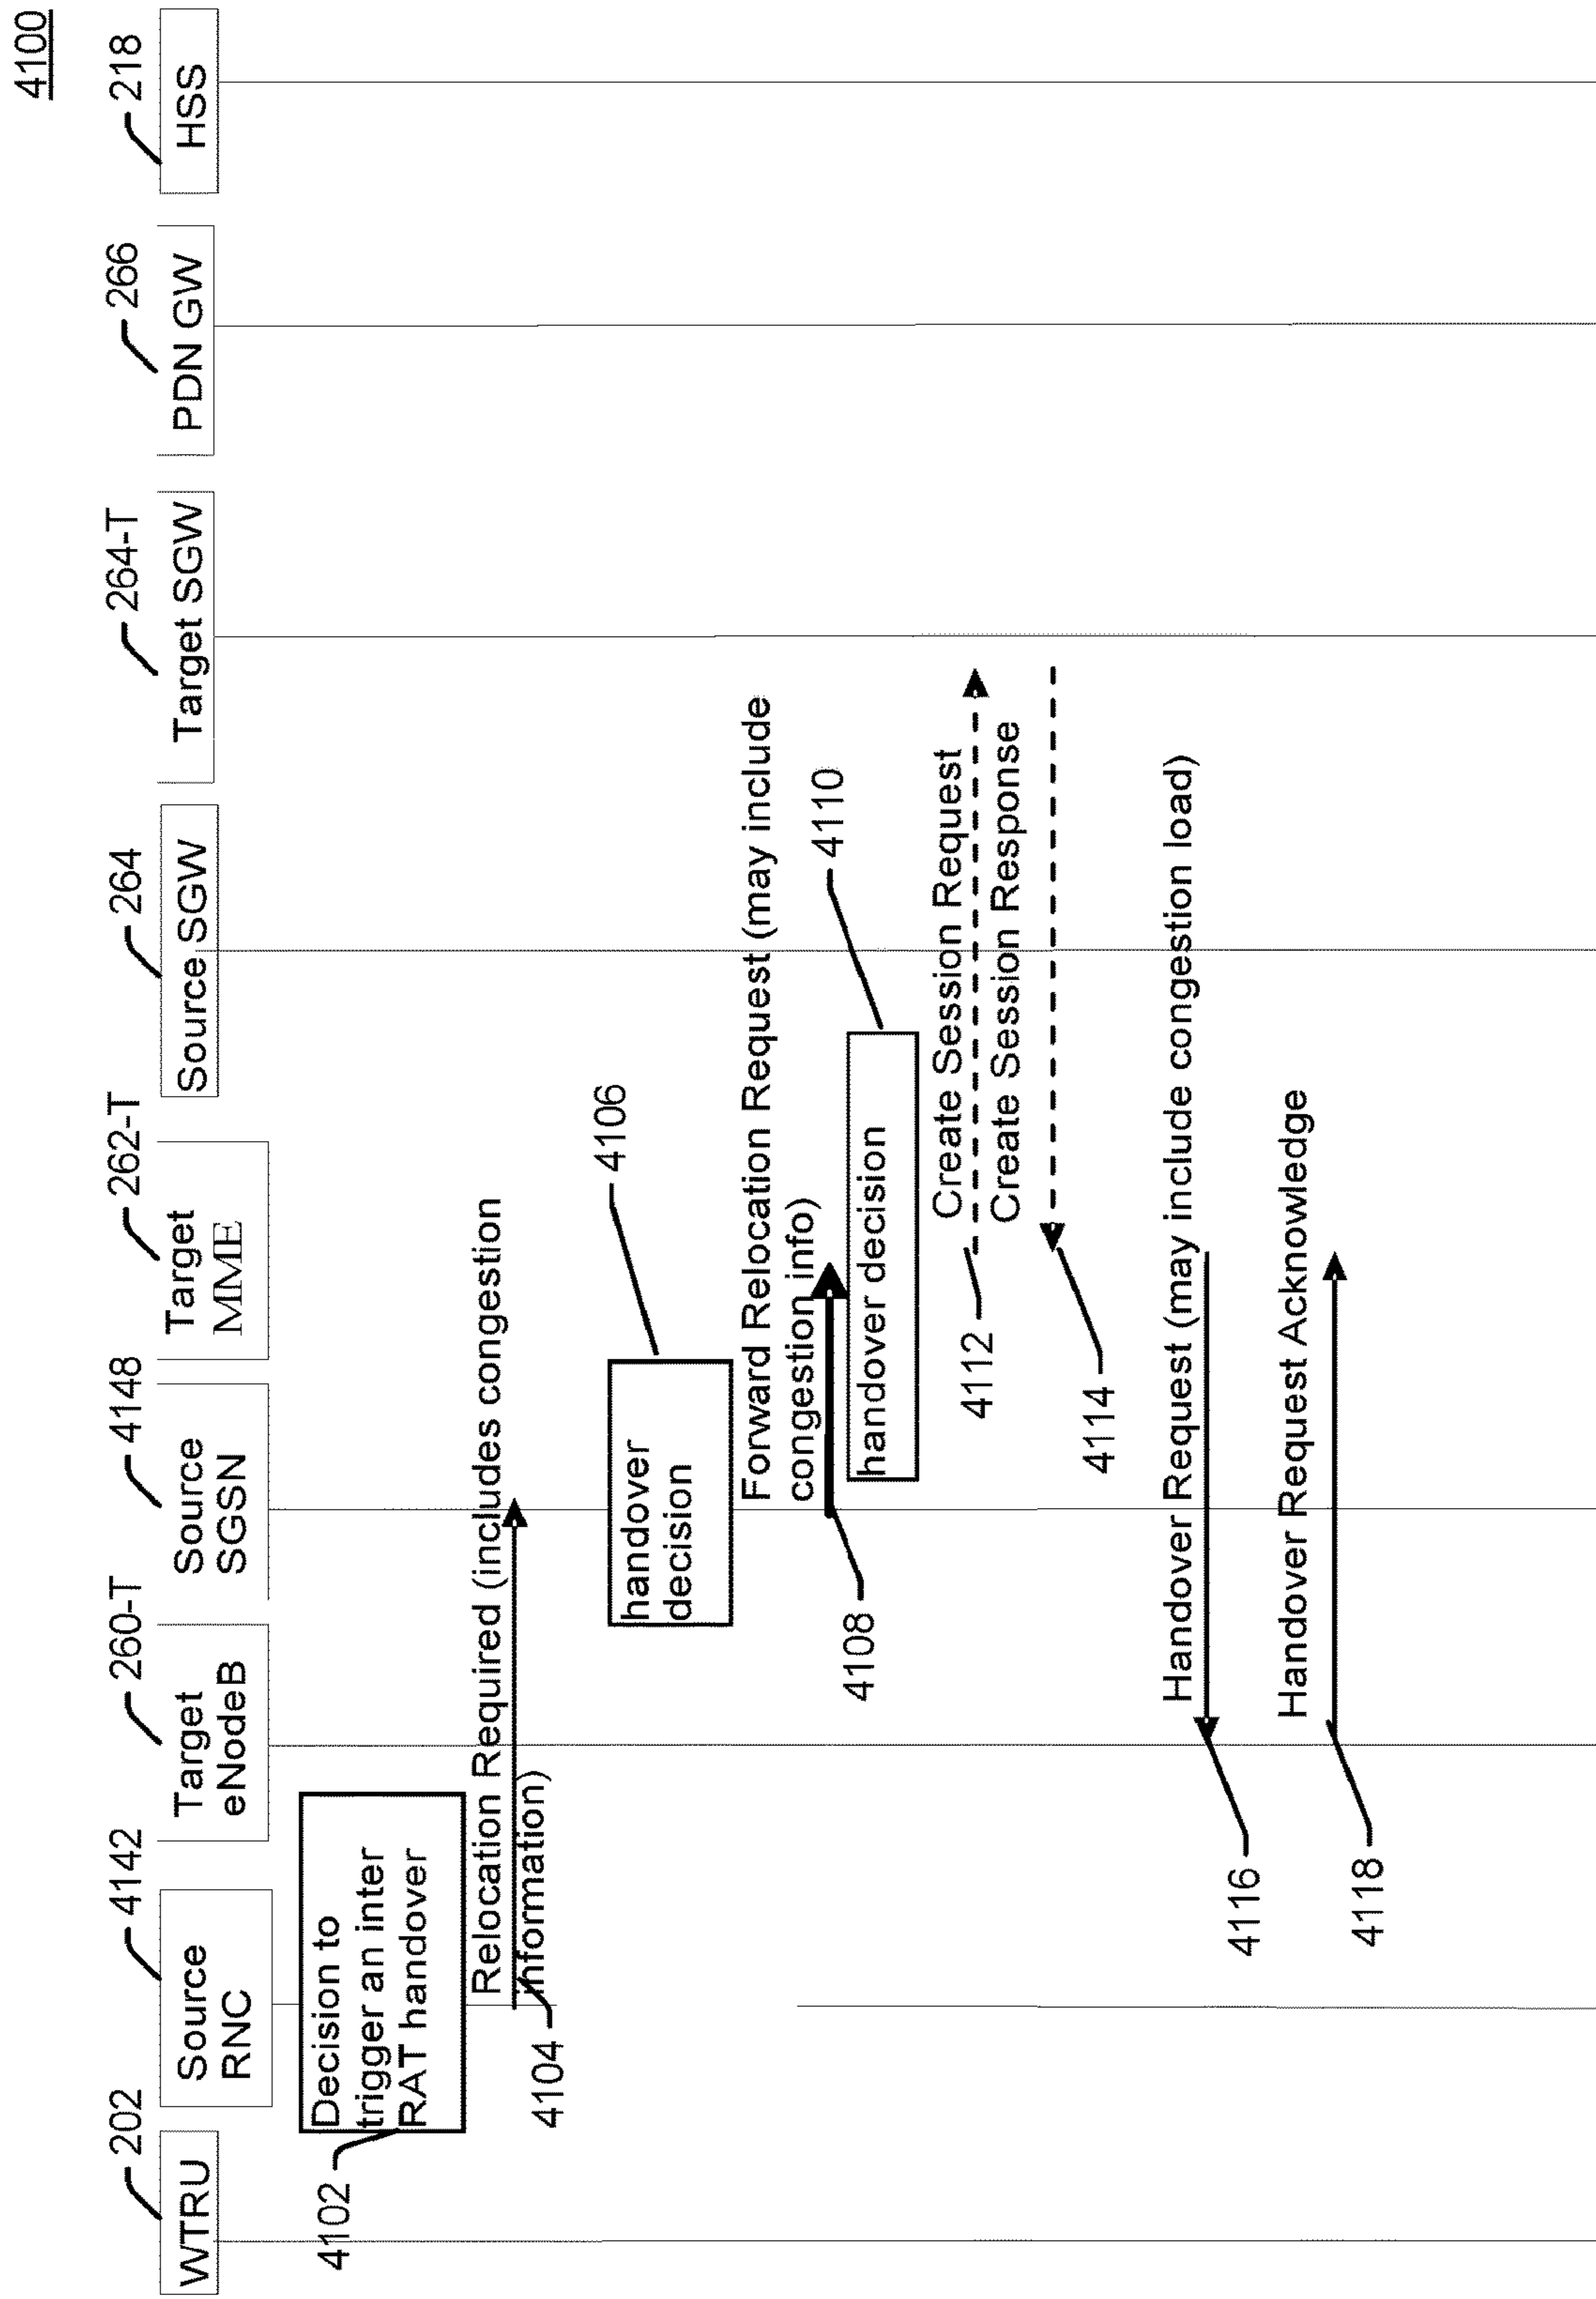 4100
202
4142
260-T
4148
262-T
264
264-T
266
218
WTRU
Source
RNC
Target
eNodeB
Source
SGSN
Target
MME
Source SGW
Target SGW
PDN GW
HSS
4102
Decision to
trigger an inter
RAT handover
Relocation Required (includes congestion
information)
4104
4106
handover
decision
Forward Relocation Request (may include
congestion info)
4108
4110
handover decision
Create Session Request
4112
Create Session Response
4114
Handover Request (may include congestion load)
4116
Handover Request Acknowledge
4118